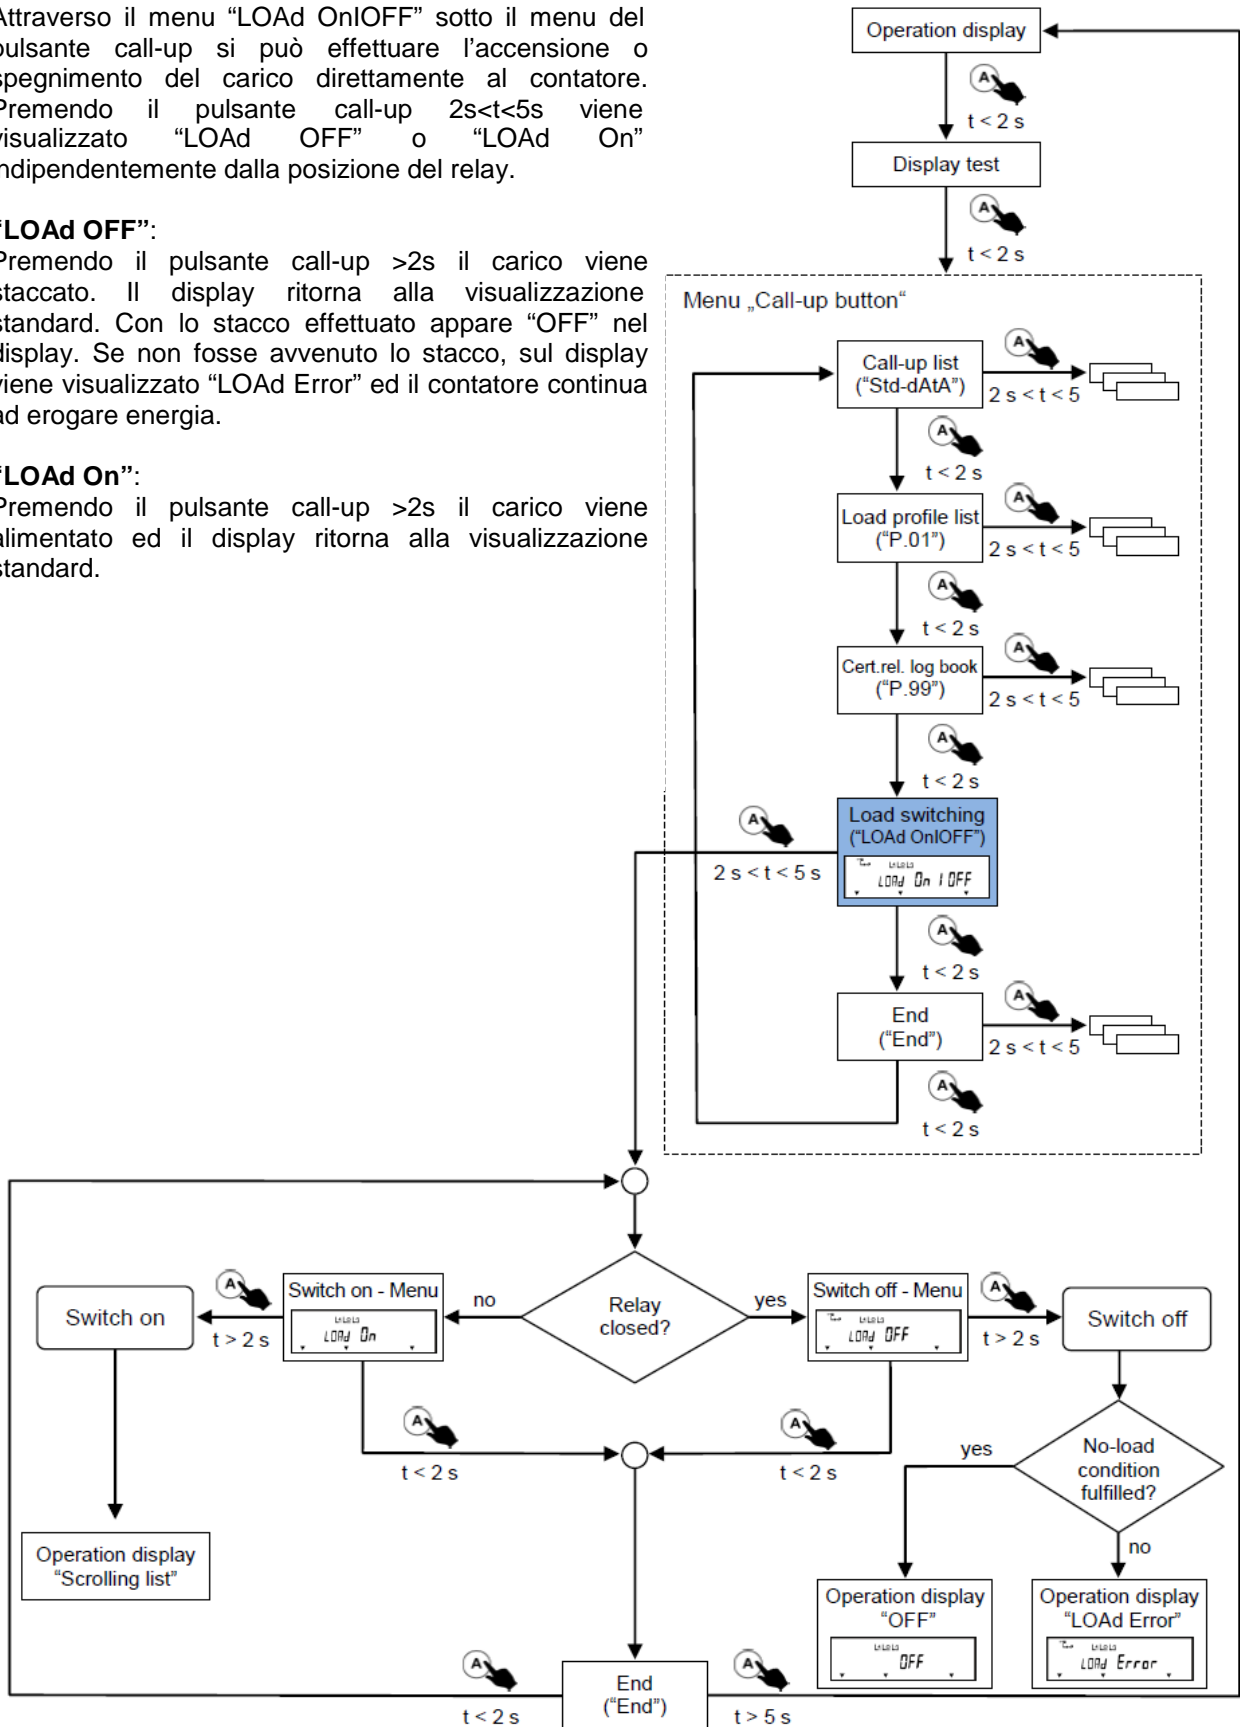 Attraverso il menu “LOAd OnIOFF” sotto il menu del
pulsante call-up si può effettuare l’accensione o
spegnimento del carico direttamente al contatore.
Premendo il pulsante call-up 2s<t<5s viene
visualizzato “LOAd OFF” o “LOAd On”
indipendentemente dalla posizione del relay.
“LOAd OFF”:
Premendo il pulsante call-up >2s il carico viene
staccato. Il display ritorna alla visualizzazione
standard. Con lo stacco effettuato appare “OFF” nel
display. Se non fosse avvenuto lo stacco, sul display
viene visualizzato “LOAd Error” ed il contatore continua
ad erogare energia.
“LOAd On”:
Premendo il pulsante call-up >2s il carico viene
alimentato ed il display ritorna alla visualizzazione
standard.
Operation display
A
t < 2 s
Display test
A
t < 2 s
Menu „Call-up button“
Call-up list
(“Std-dAtA”)
A
2 s < t < 5
A
t < 2 s
Load profile list
(“P.01”)
A
2 s < t < 5
A
t < 2 s
Cert.rel. log book
(“P.99”)
A
2 s < t < 5
A
t < 2 s
Load switching
(“LOAd OnIOFF”)
LOAd On I OFF
A
2 s < t < 5 s
A
t < 2 s
End
(“End”)
A
2 s < t < 5
A
t < 2 s
Relay
closed?
no
yes
Switch on - Menu
LOAd On
A
t > 2 s
Switch on
Switch off - Menu
LOAd OFF
A
t > 2 s
Switch off
A
t < 2 s
A
t < 2 s
No-load
condition
fulfilled?
yes
no
Operation display
“Scrolling list”
Operation display
“OFF”
OFF
Operation display
“LOAd Error”
LOAd Error
End
(“End”)
A
t < 2 s
A
t > 5 s